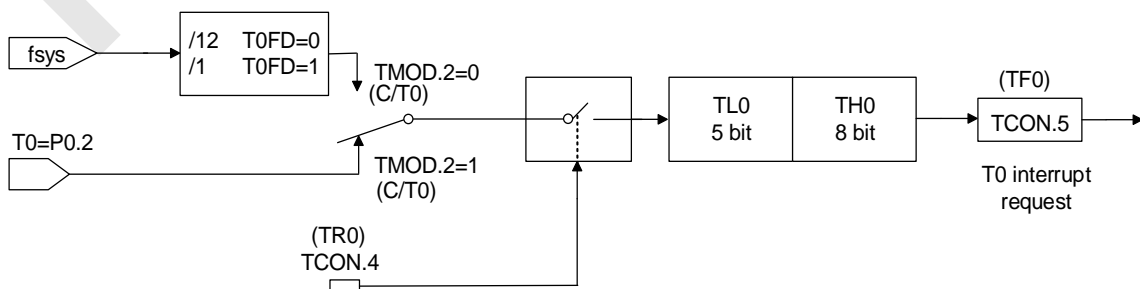 fsys
/12 T0FD=0
/1 T0FD=1
TMOD.2=0
(C/T0)
T0=P0.2
TMOD.2=1
(C/T0)
(TR0)
TCON.4
TL0
5 bit
TH0
8 bit
(TF0)
TCON.5
T0 interrupt
request